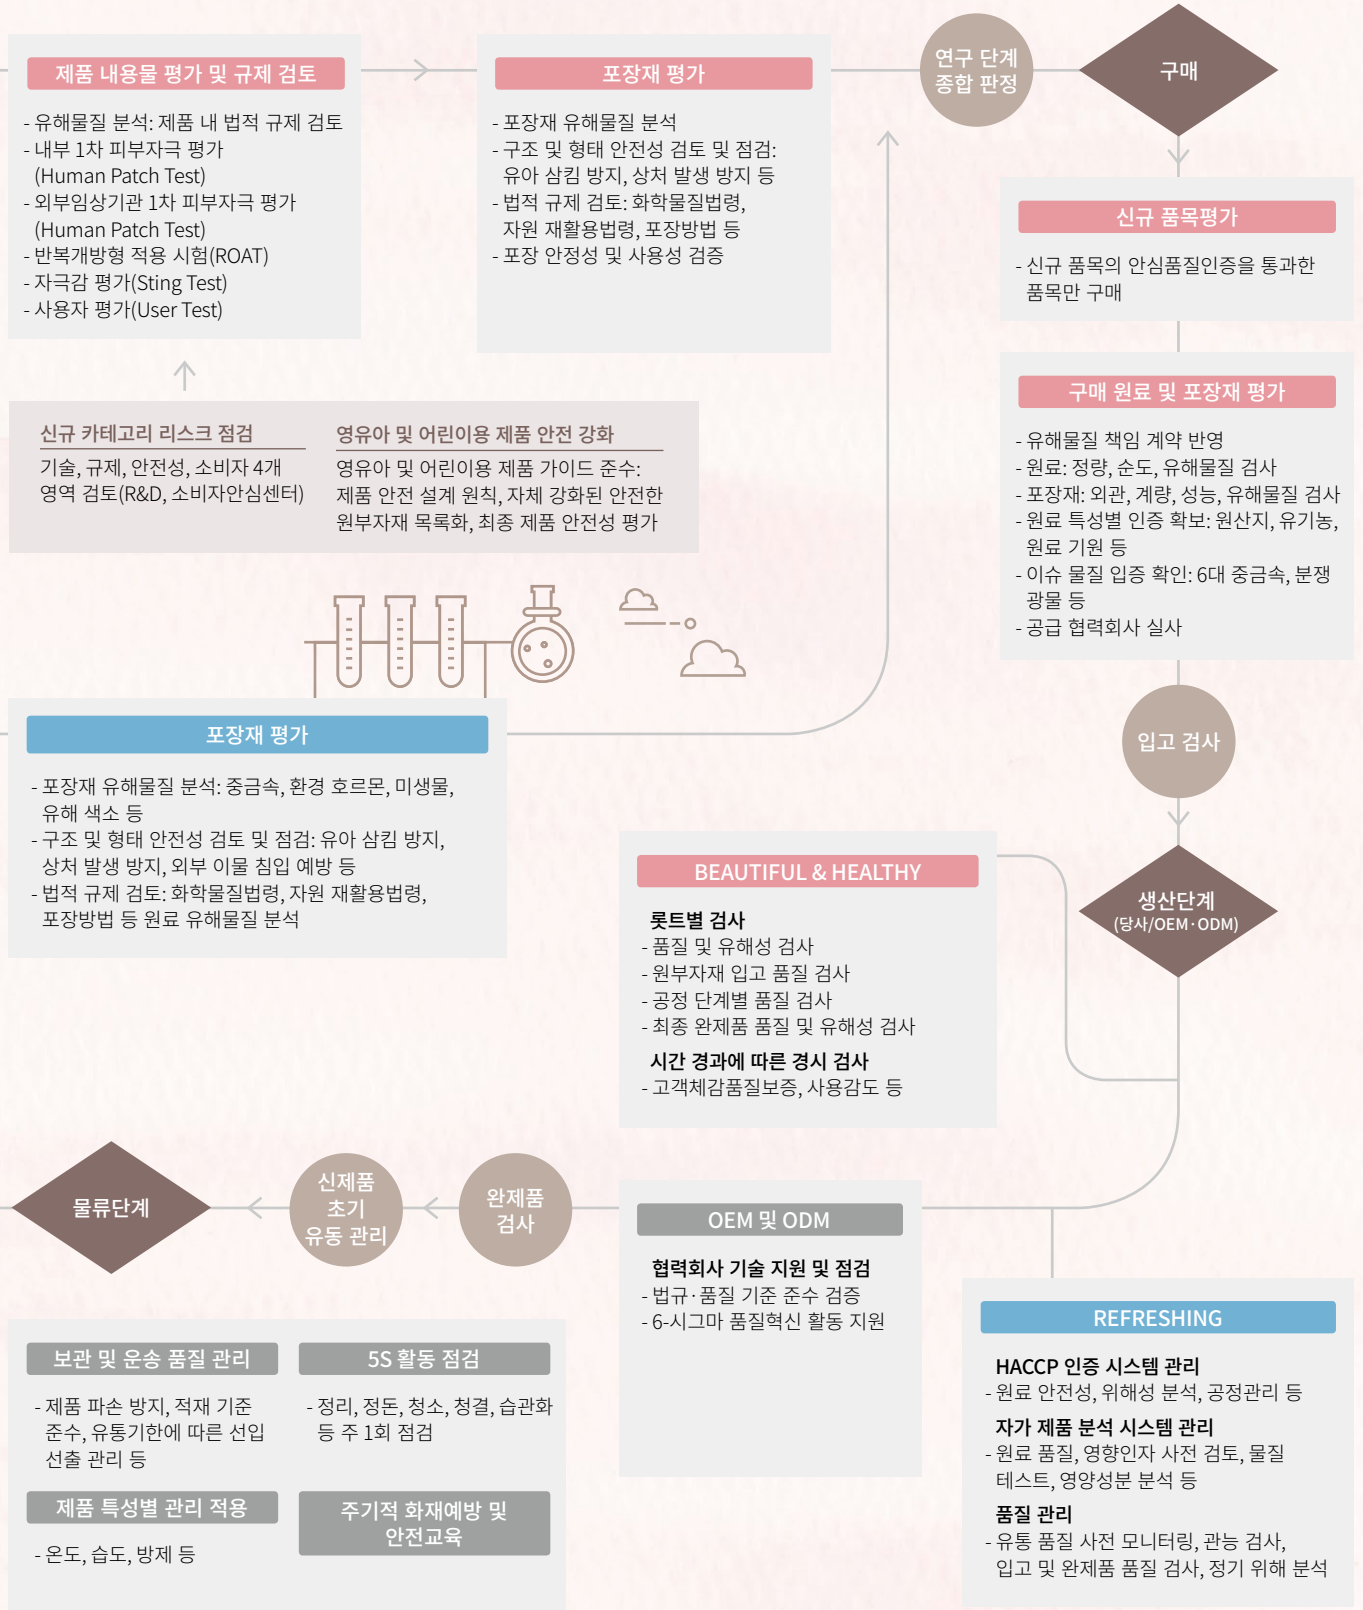 제품 내용물 평가 및 규제 검토
- 유해물질 분석: 제품 내 법적 규제 검토
- 내부 1차 피부자극 평가
(Human Patch Test)
- 외부임상기관 1차 피부자극 평가
(Human Patch Test)
- 반복개방형 적용 시험(ROAT)
- 자극감 평가(Sting Test)
- 사용자 평가(User Test)
포장재 평가
- 포장재 유해물질 분석
- 구조 및 형태 안전성 검토 및 점검:
유아 삼킴 방지, 상처 발생 방지 등
- 법적 규제 검토: 화학물질법령,
자원 재활용법령, 포장방법 등
- 포장 안정성 및 사용성 검증
연구 단계
종합 판정
구매
신규 품목평가
- 신규 품목의 안심품질인증을 통과한
품목만 구매
구매 원료 및 포장재 평가
- 유해물질 책임 계약 반영
- 원료: 정량, 순도, 유해물질 검사
- 포장재: 외관, 계량, 성능, 유해물질 검사
- 원료 특성별 인증 확보: 원산지, 유기농,
원료 기원 등
- 이슈 물질 입증 확인: 6대 중금속, 분쟁
광물 등
- 공급 협력회사 실사
신규 카테고리 리스크 점검
기술, 규제, 안전성, 소비자 4개
영역 검토(R&D, 소비자안심센터)
영유아 및 어린이용 제품 안전 강화
영유아 및 어린이용 제품 가이드 준수:
제품 안전 설계 원칙, 자체 강화된 안전한
원부자재 목록화, 최종 제품 안전성 평가
포장재 평가
- 포장재 유해물질 분석: 중금속, 환경 호르몬, 미생물,
유해 색소 등
- 구조 및 형태 안전성 검토 및 점검: 유아 삼킴 방지,
상처 발생 방지, 외부 이물 침입 예방 등
- 법적 규제 검토: 화학물질법령, 자원 재활용법령,
포장방법 등 원료 유해물질 분석
입고 검사
생산단계
(당사/OEM·ODM)
BEAUTIFUL & HEALTHY
롯트별 검사
- 품질 및 유해성 검사
- 원부자재 입고 품질 검사
- 공정 단계별 품질 검사
- 최종 완제품 품질 및 유해성 검사
시간 경과에 따른 경시 검사
- 고객체감품질보증, 사용감도 등
물류단계
신제품
초기
유동 관리
완제품
검사
OEM 및 ODM
협력회사 기술 지원 및 점검
- 법규·품질 기준 준수 검증
- 6-시그마 품질혁신 활동 지원
REFRESHING
HACCP 인증 시스템 관리
- 원료 안전성, 위해성 분석, 공정관리 등
자가 제품 분석 시스템 관리
- 원료 품질, 영향인자 사전 검토, 물질
테스트, 영양성분 분석 등
품질 관리
- 유통 품질 사전 모니터링, 관능 검사,
입고 및 완제품 품질 검사, 정기 위해 분석
보관 및 운송 품질 관리
- 제품 파손 방지, 적재 기준
준수, 유통기한에 따른 선입
선출 관리 등
5S 활동 점검
- 정리, 정돈, 청소, 청결, 습관화
등 주 1회 점검
제품 특성별 관리 적용
- 온도, 습도, 방제 등
주기적 화재예방 및
안전교육